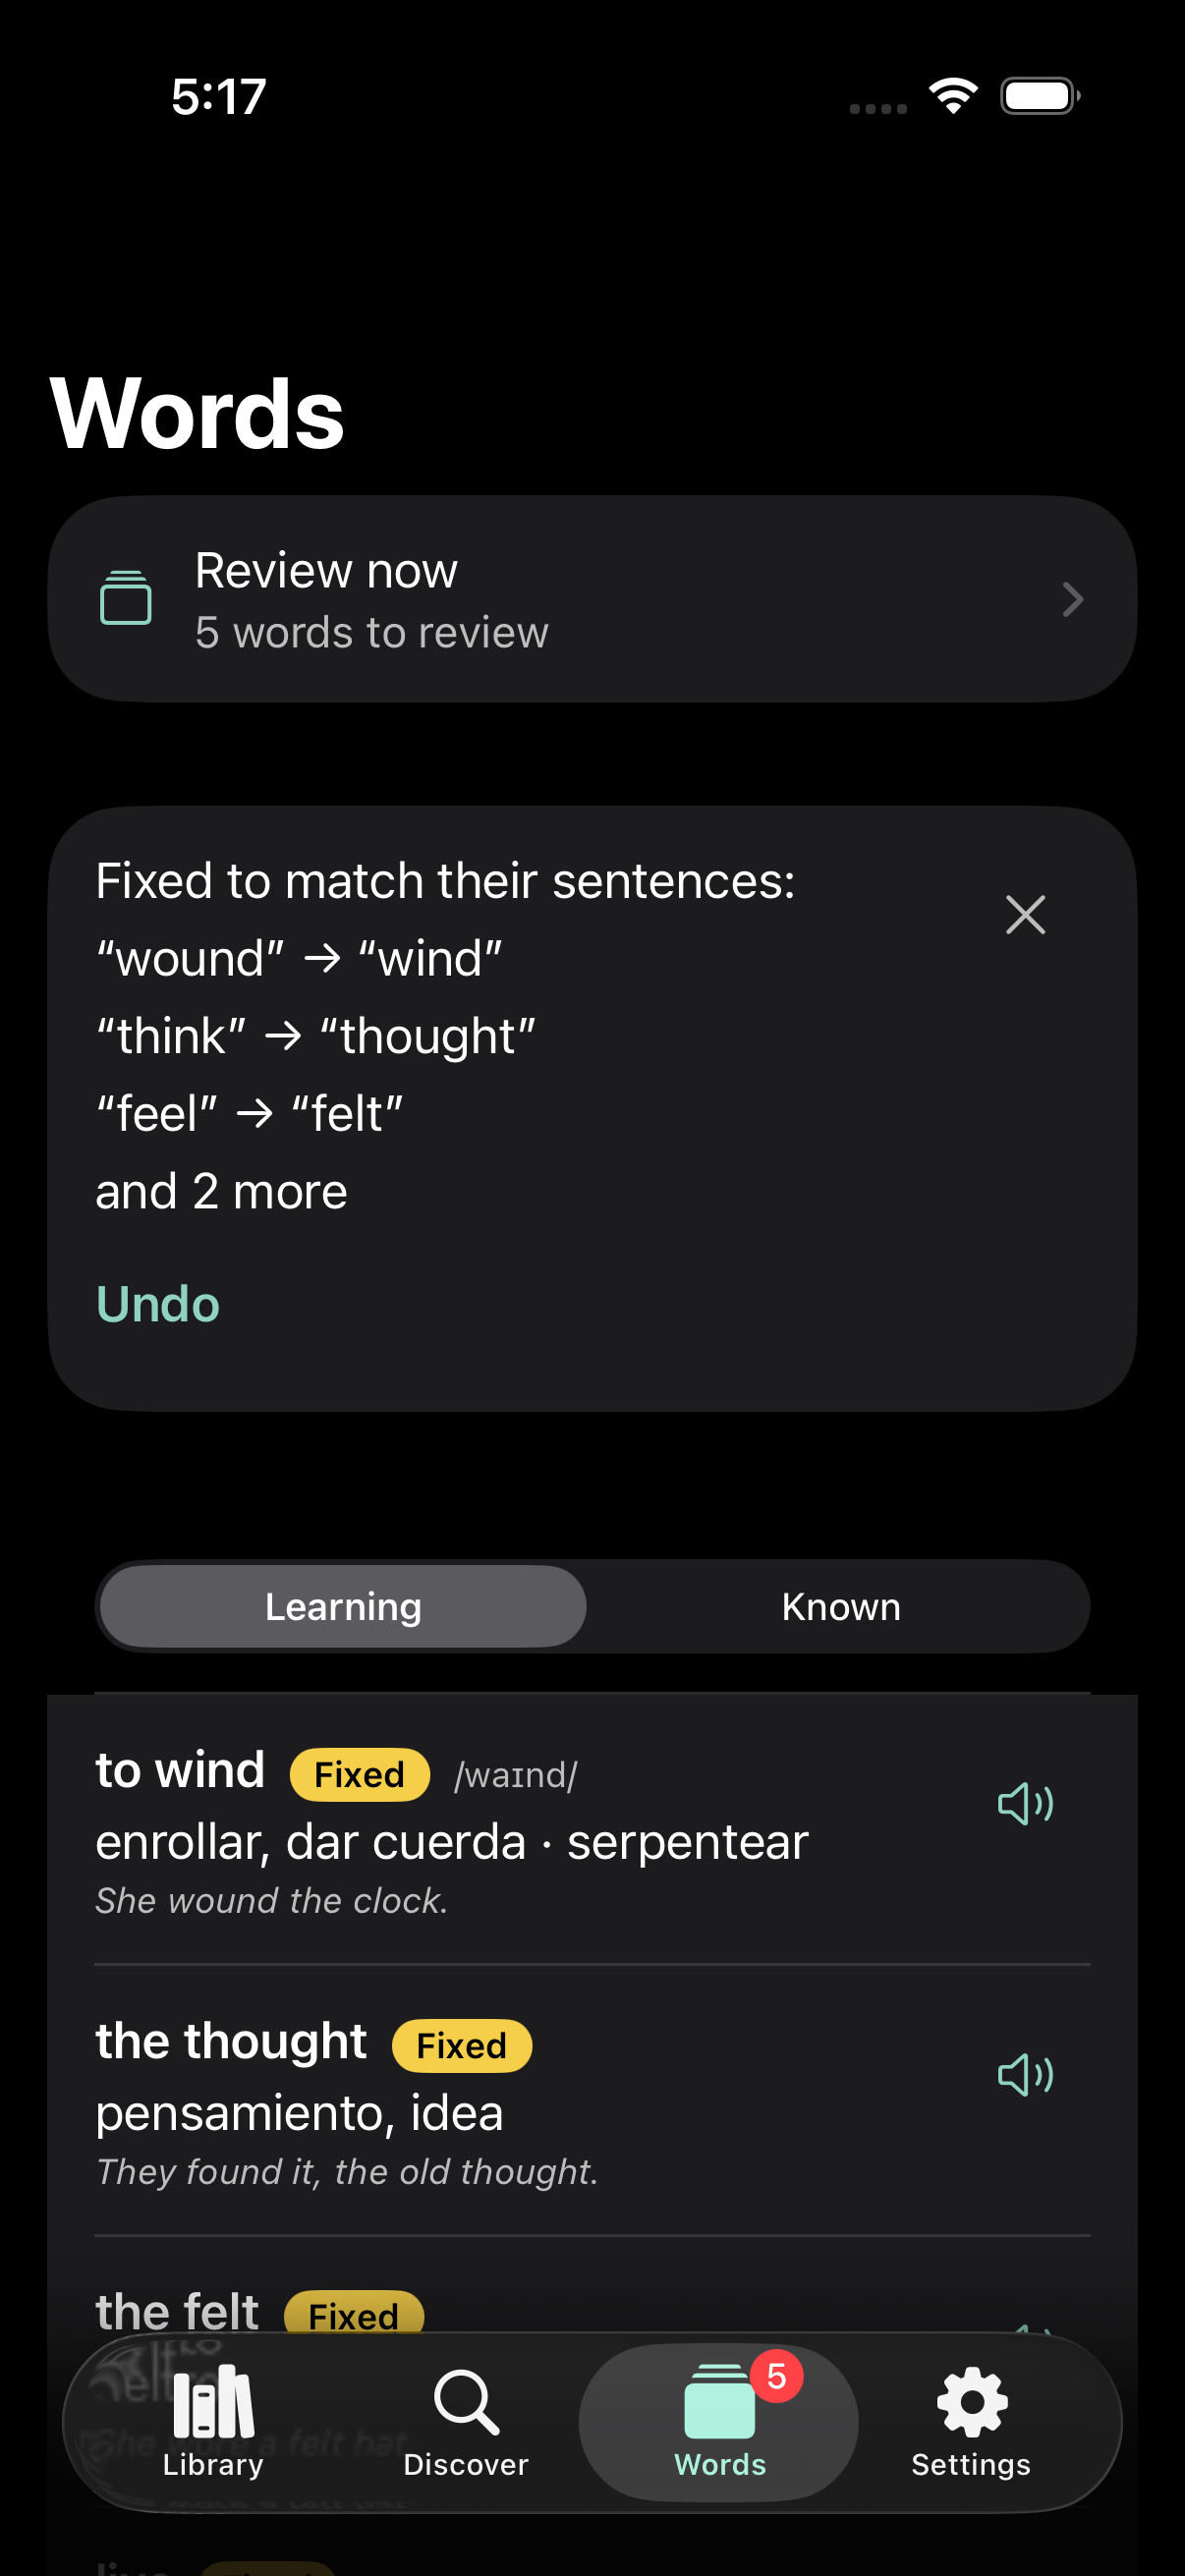 5:17
Words
Review now
5 words to review
Fixed to match their sentences:
“wound” → “wind”
“think” → “thought”
“feel” → “felt”
and 2 more
Undo
Learning
Known
to wind Fixed /waɪnd/
enrollar, dar cuerda · serpentear
She wound the clock.
the thought Fixed
pensamiento, idea
They found it, the old thought.
the felt Fixed
a felt hat
5
Library
Discover
Words
Settings